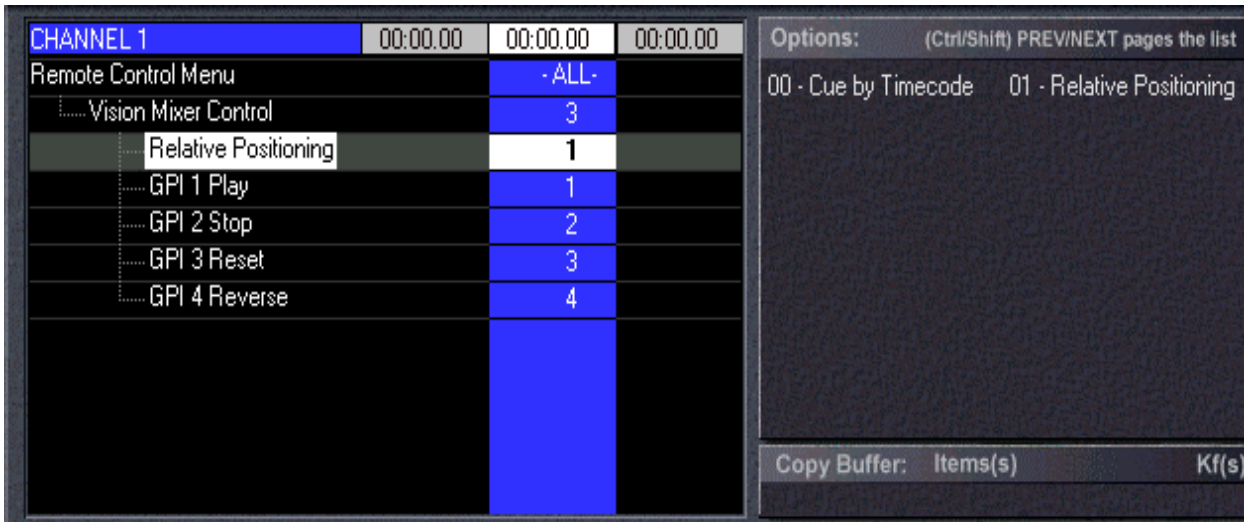 CHANNEL 1 00:00.00 00:00.00 00:00.00
Remote Control Menu - ALL-
Vision Mixer Control 3
Relative Positioning 1
GPI 1 Play 1
GPI 2 Stop 2
GPI 3 Reset 3
GPI 4 Reverse 4
Options: (Ctrl/Shift) PREV/NEXT pages the list
00 - Cue by Timecode 01 - Relative Positioning
Copy Buffer: Items(s) Kf(s)